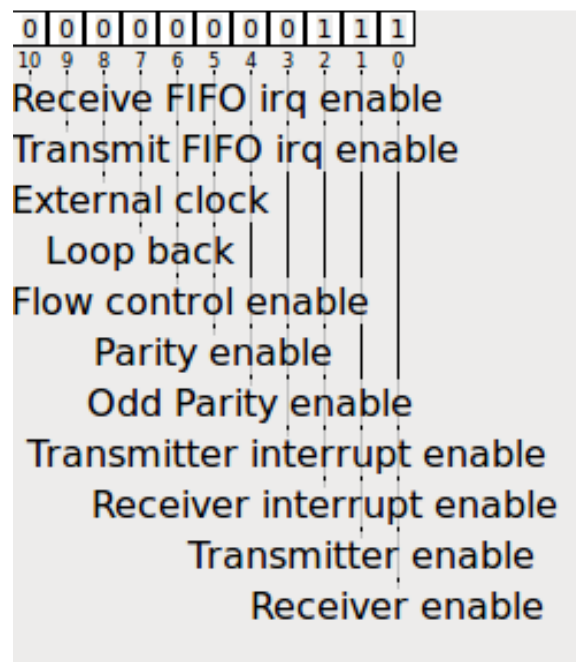 0 0 0 0 0 0 0 0 1 1 1
10 9 8 7 6 5 4 3 2 1 0
Receive FIFO irq enable
Transmit FIFO irq enable
External clock
Loop back
Flow control enable
Parity enable
Odd Parity enable
Transmitter interrupt enable
Receiver interrupt enable
Transmitter enable
Receiver enable